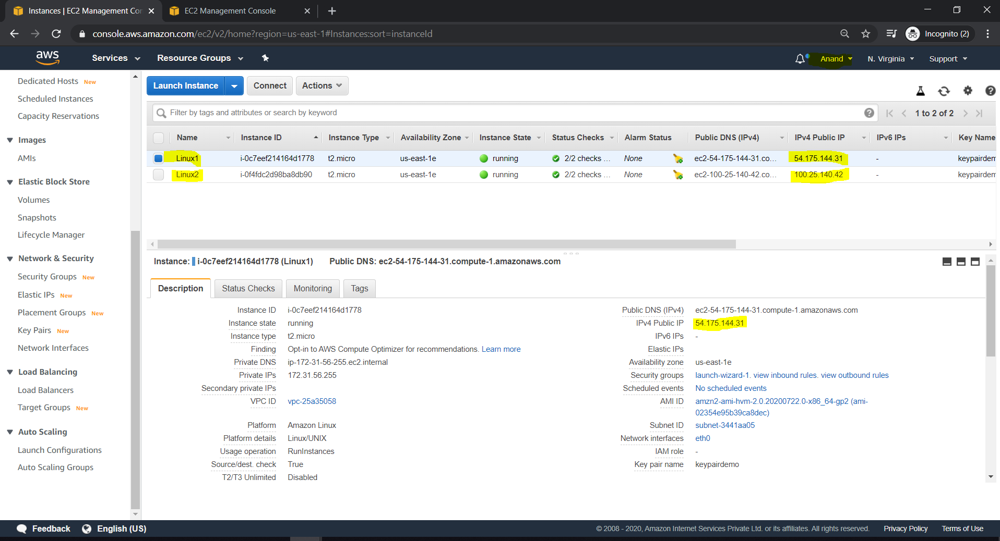 Instances | EC2 Management Con
EC2 Management Console
console.aws.amazon.com/ec2/v2/home?region=us-east-1#Instances:sort=instanceId
Incognito (2)
aws
Services
Resource Groups
Anand
N. Virginia
Support
Dedicated Hosts New
Scheduled Instances
Capacity Reservations
Images
AMIs
Elastic Block Store
Volumes
Snapshots
Lifecycle Manager
Network & Security
Security Groups New
Elastic IPs New
Placement Groups New
Key Pairs New
Network Interfaces
Load Balancing
Load Balancers
Target Groups New
Auto Scaling
Launch Configurations
Auto Scaling Groups
Launch Instance
Connect
Actions
Filter by tags and attributes or search by keyword
1 to 2 of 2
Name Instance ID Instance Type Availability Zone Instance State Status Checks Alarm Status Public DNS (IPv4) IPv4 Public IP IPv6 IPs Key Name
Linux1 i-0c7eef214164d1778 t2.micro us-east-1e running 2/2 checks ... None ec2-54-175-144-31.co... 54.175.144.31 - keypairdem
Linux2 i-0f4fdc2d98ba8db90 t2.micro us-east-1e running 2/2 checks ... None ec2-100-25-140-42.co... 100.25.140.42 - keypairdem
Instance: i-0c7eef214164d1778 (Linux1) Public DNS: ec2-54-175-144-31.compute-1.amazonaws.com
Description
Status Checks
Monitoring
Tags
Instance ID i-0c7eef214164d1778
Instance state running
Instance type t2.micro
Finding Opt-in to AWS Compute Optimizer for recommendations. Learn more
Private DNS ip-172-31-56-255.ec2.internal
Private IPs 172.31.56.255
Secondary private IPs
VPC ID vpc-25a35058
Platform Amazon Linux
Platform details Linux/UNIX
Usage operation RunInstances
Source/dest. check True
T2/T3 Unlimited Disabled
Public DNS (IPv4) ec2-54-175-144-31.compute-1.amazonaws.com
IPv4 Public IP 54.175.144.31
IPv6 IPs -
Elastic IPs
Availability zone us-east-1e
Security groups launch-wizard-1. view inbound rules. view outbound rules
Scheduled events No scheduled events
AMI ID amzn2-ami-hvm-2.0.20200722.0-x86_64-gp2 (ami-
02354e95b39ca8dec)
Subnet ID subnet-3441aa05
Network interfaces eth0
IAM role -
Key pair name keypairdemo
Feedback
English (US)
© 2008 - 2020, Amazon Internet Services Private Ltd. or its affiliates. All rights reserved.
Privacy Policy
Terms of Use